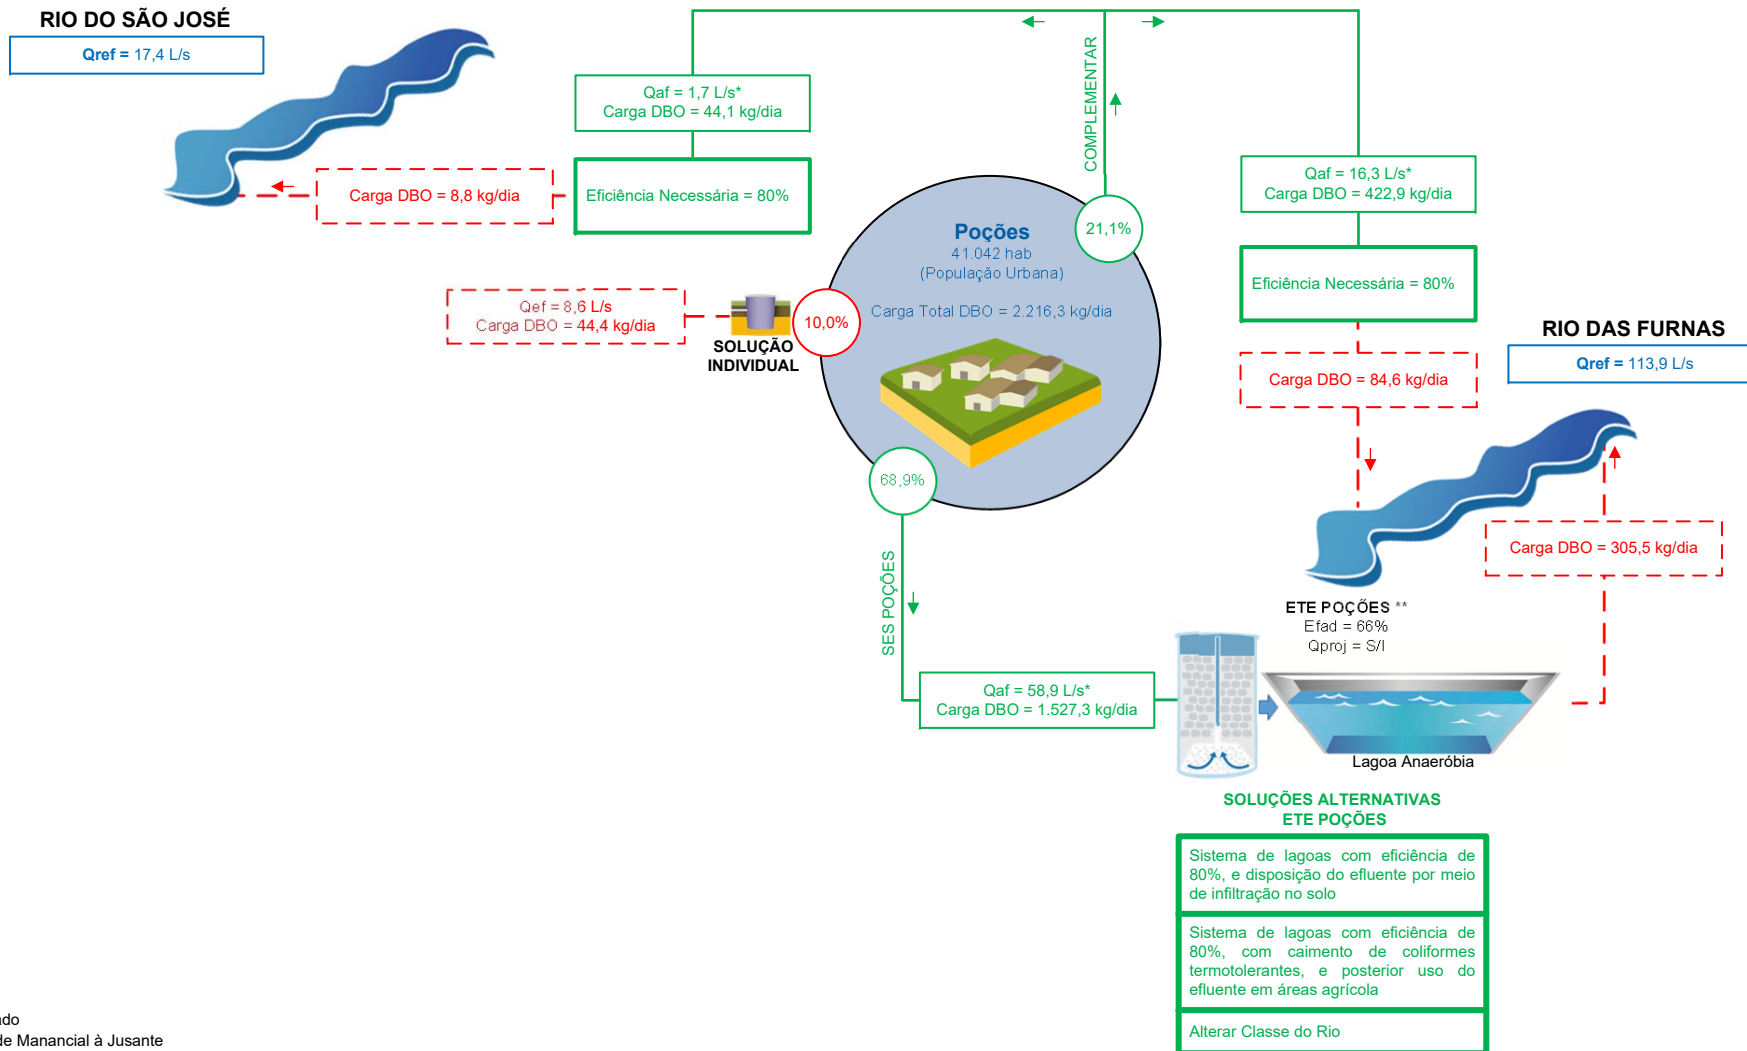 RIO DO SÃO JOSÉ
Qref = 17,4 L/s
Qaf = 1,7 L/s*
Carga DBO = 44,1 kg/dia
Carga DBO = 8,8 kg/dia
Eficiência Necessária = 80%
COMPLEMENTAR
Qaf = 16,3 L/s*
Carga DBO = 422,9 kg/dia
Eficiência Necessária = 80%
Carga DBO = 84,6 kg/dia
21,1%
Poções
41.042 hab
(População Urbana)
Carga Total DBO = 2.216,3 kg/dia
Qef = 8,6 L/s
Carga DBO = 44,4 kg/dia
10,0%
SOLUÇÃO
INDIVIDUAL
RIO DAS FURNAS
Qref = 113,9 L/s
68,9%
SES POÇÕES
Carga DBO = 305,5 kg/dia
ETE POÇÕES **
Efad = 66%
Qproj = S/I
Qaf = 58,9 L/s*
Carga DBO = 1.527,3 kg/dia
Lagoa Anaeróbia
SOLUÇÕES ALTERNATIVAS
ETE POÇÕES
Sistema de lagoas com eficiência de
80%, e disposição do efluente por meio
de infiltração no solo
Sistema de lagoas com eficiência de
80%, com caimento de coliformes
termotolerantes, e posterior uso do
efluente em áreas agrícola
Alterar Classe do Rio
do
de Manancial à Jusante